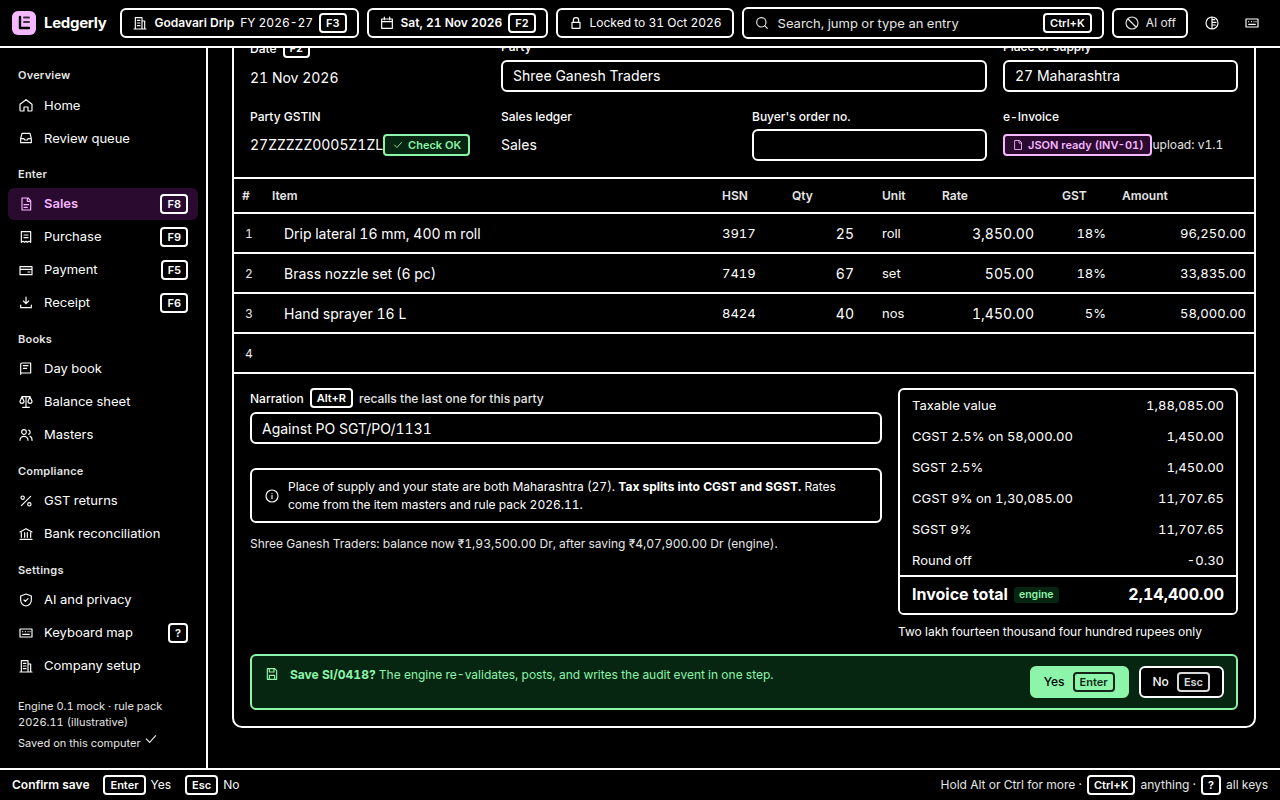 Ledgerly
Godavari Drip FY 2026-27 F3
Sat, 21 Nov 2026 F2
Locked to 31 Oct 2026
Search, jump or type an entry Ctrl+K
AI off
Overview
Home
Review queue
Enter
Sales F8
Purchase F9
Payment F5
Receipt F6
Books
Day book
Balance sheet
Masters
Compliance
GST returns
Bank reconciliation
Settings
AI and privacy
Keyboard map ?
Company setup
Engine 0.1 mock · rule pack
2026.11 (illustrative)
Saved on this computer
Date F2 Party Place of supply
21 Nov 2026 Shree Ganesh Traders 27 Maharashtra
Party GSTIN Sales ledger Buyer's order no. e-Invoice
27ZZZZZ0005Z1ZL Check OK Sales JSON ready (INV-01) upload: v1.1
# Item HSN Qty Unit Rate GST Amount
1 Drip lateral 16 mm, 400 m roll 3917 25 roll 3,850.00 18% 96,250.00
2 Brass nozzle set (6 pc) 7419 67 set 505.00 18% 33,835.00
3 Hand sprayer 16 L 8424 40 nos 1,450.00 5% 58,000.00
4
Narration Alt+R recalls the last one for this party
Against PO SGT/PO/1131
Place of supply and your state are both Maharashtra (27). Tax splits into CGST and SGST. Rates
come from the item masters and rule pack 2026.11.
Shree Ganesh Traders: balance now ₹1,93,500.00 Dr, after saving ₹4,07,900.00 Dr (engine).
Taxable value 1,88,085.00
CGST 2.5% on 58,000.00 1,450.00
SGST 2.5% 1,450.00
CGST 9% on 1,30,085.00 11,707.65
SGST 9% 11,707.65
Round off -0.30
Invoice total engine 2,14,400.00
Two lakh fourteen thousand four hundred rupees only
Save SI/0418? The engine re-validates, posts, and writes the audit event in one step.
Yes Enter No Esc
Confirm save Enter Yes Esc No
Hold Alt or Ctrl for more · Ctrl+K anything · ? all keys